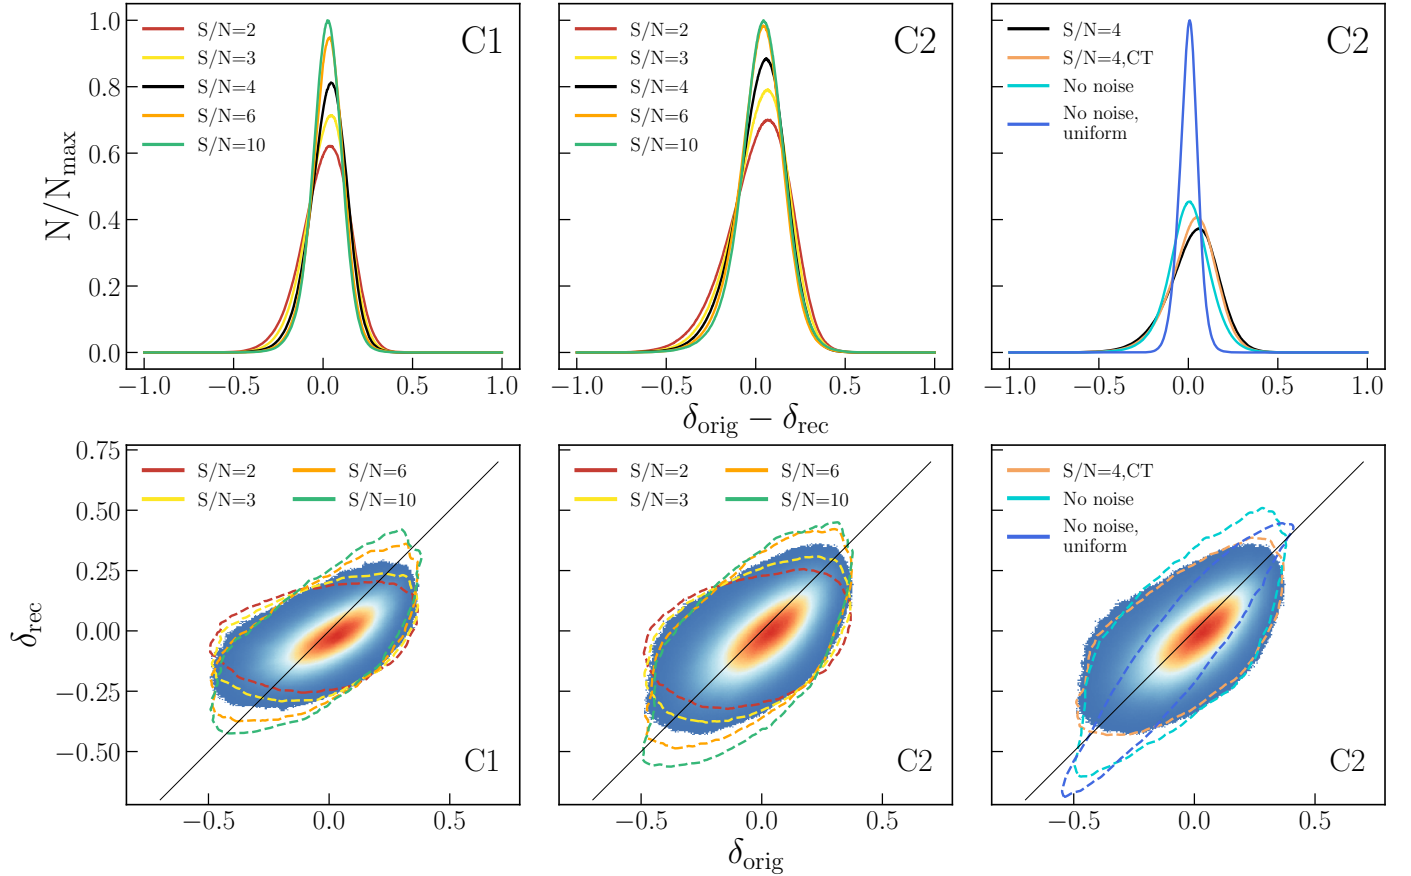 S/N=2
S/N=3
S/N=4
S/N=6
S/N=10
C1
N/N_max
1.0
0.8
0.6
0.4
0.2
0.0
−1.0 −0.5 0.0 0.5 1.0
S/N=2
S/N=3
S/N=4
S/N=6
S/N=10
C2
−1.0 −0.5 0.0 0.5 1.0
S/N=4
S/N=4,CT
No noise
No noise,
uniform
C2
−1.0 −0.5 0.0 0.5 1.0
δ_orig − δ_rec
S/N=2 S/N=6
S/N=3 S/N=10
C1
δ_rec
0.75
0.50
0.25
0.00
−0.25
−0.50
−0.5 0.0 0.5
S/N=2 S/N=6
S/N=3 S/N=10
C2
−0.5 0.0 0.5
S/N=4,CT
No noise
No noise,
uniform
C2
−0.5 0.0 0.5
δ_orig